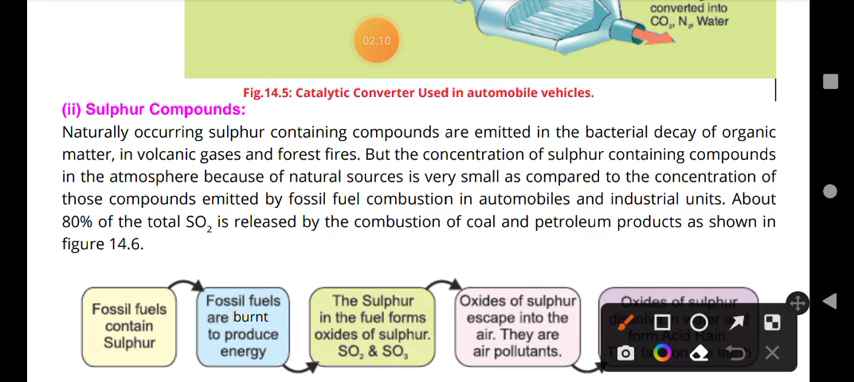 converted into
CO₂, N₂, Water
02:10
Fig.14.5: Catalytic Converter Used in automobile vehicles.
(ii) Sulphur Compounds:
Naturally occurring sulphur containing compounds are emitted in the bacterial decay of organic
matter, in volcanic gases and forest fires. But the concentration of sulphur containing compounds
in the atmosphere because of natural sources is very small as compared to the concentration of
those compounds emitted by fossil fuel combustion in automobiles and industrial units. About
80% of the total SO₂ is released by the combustion of coal and petroleum products as shown in
figure 14.6.
Fossil fuels
contain
Sulphur
Fossil fuels
are burnt
to produce
energy
The Sulphur
in the fuel forms
oxides of sulphur.
SO₂ & SO₃
Oxides of sulphur
escape into the
air. They are
air pollutants.
Oxides of sulphur